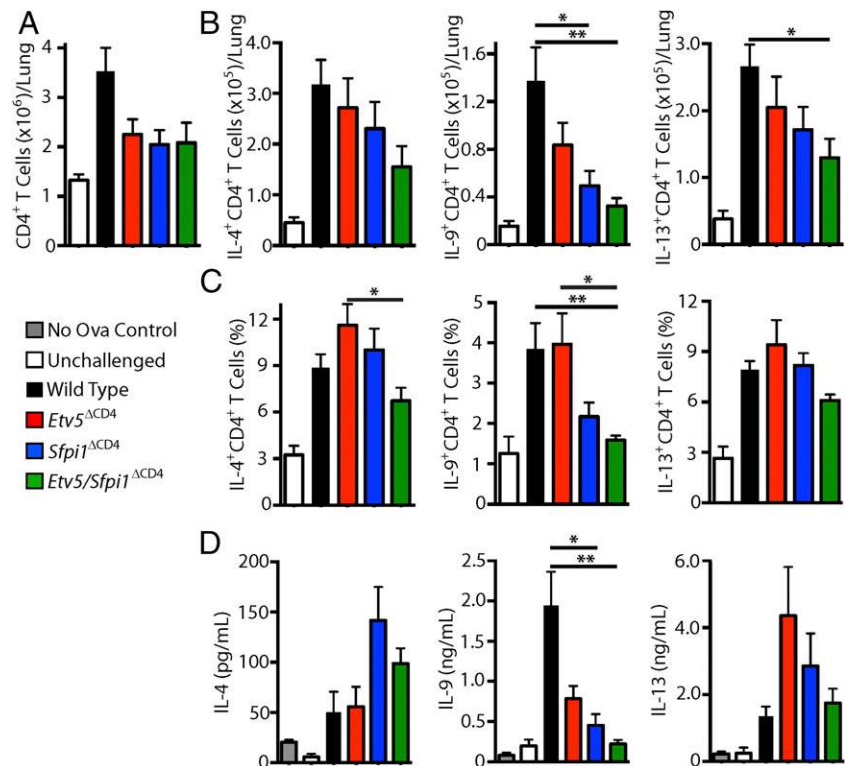 A
CD4+ T Cells (x10⁶)/Lung
4
3
2
1
0
B
IL-4+CD4+ T Cells (x10⁵)/Lung
4.0
3.0
2.0
1.0
0.0
IL-9+CD4+ T Cells (x10⁵)/Lung
1.6
1.2
0.8
0.4
0
*
**
IL-13+CD4+ T Cells (x10⁵)/Lung
3.0
2.0
1.0
0.0
*
No Ova Control
Unchallenged
Wild Type
Etv5ΔCD4
Sfpi1ΔCD4
Etv5/Sfpi1ΔCD4
C
IL-4+CD4+ T Cells (%)
12
9
6
3
0
*
IL-9+CD4+ T Cells (%)
5
4
3
2
1
0
*
**
IL-13+CD4+ T Cells (%)
12
9
6
3
0
D
IL-4 (pg/mL)
200
150
100
50
0
IL-9 (ng/mL)
2.5
2.0
1.5
1.0
0.5
0.0
*
**
IL-13 (ng/mL)
6.0
4.0
2.0
0.0